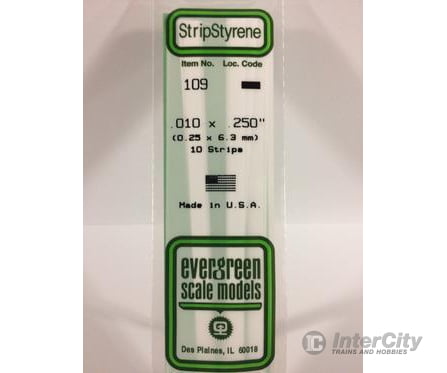 StripStyrene
Item No. Loc. Code
109
.010 x .250"
(0.25 x 6.3 mm)
10 Strips
Made in U.S.A.
evergreen
scale models
Des Plaines, IL 60018
IC InterCity
TRAINS AND HOBBIES